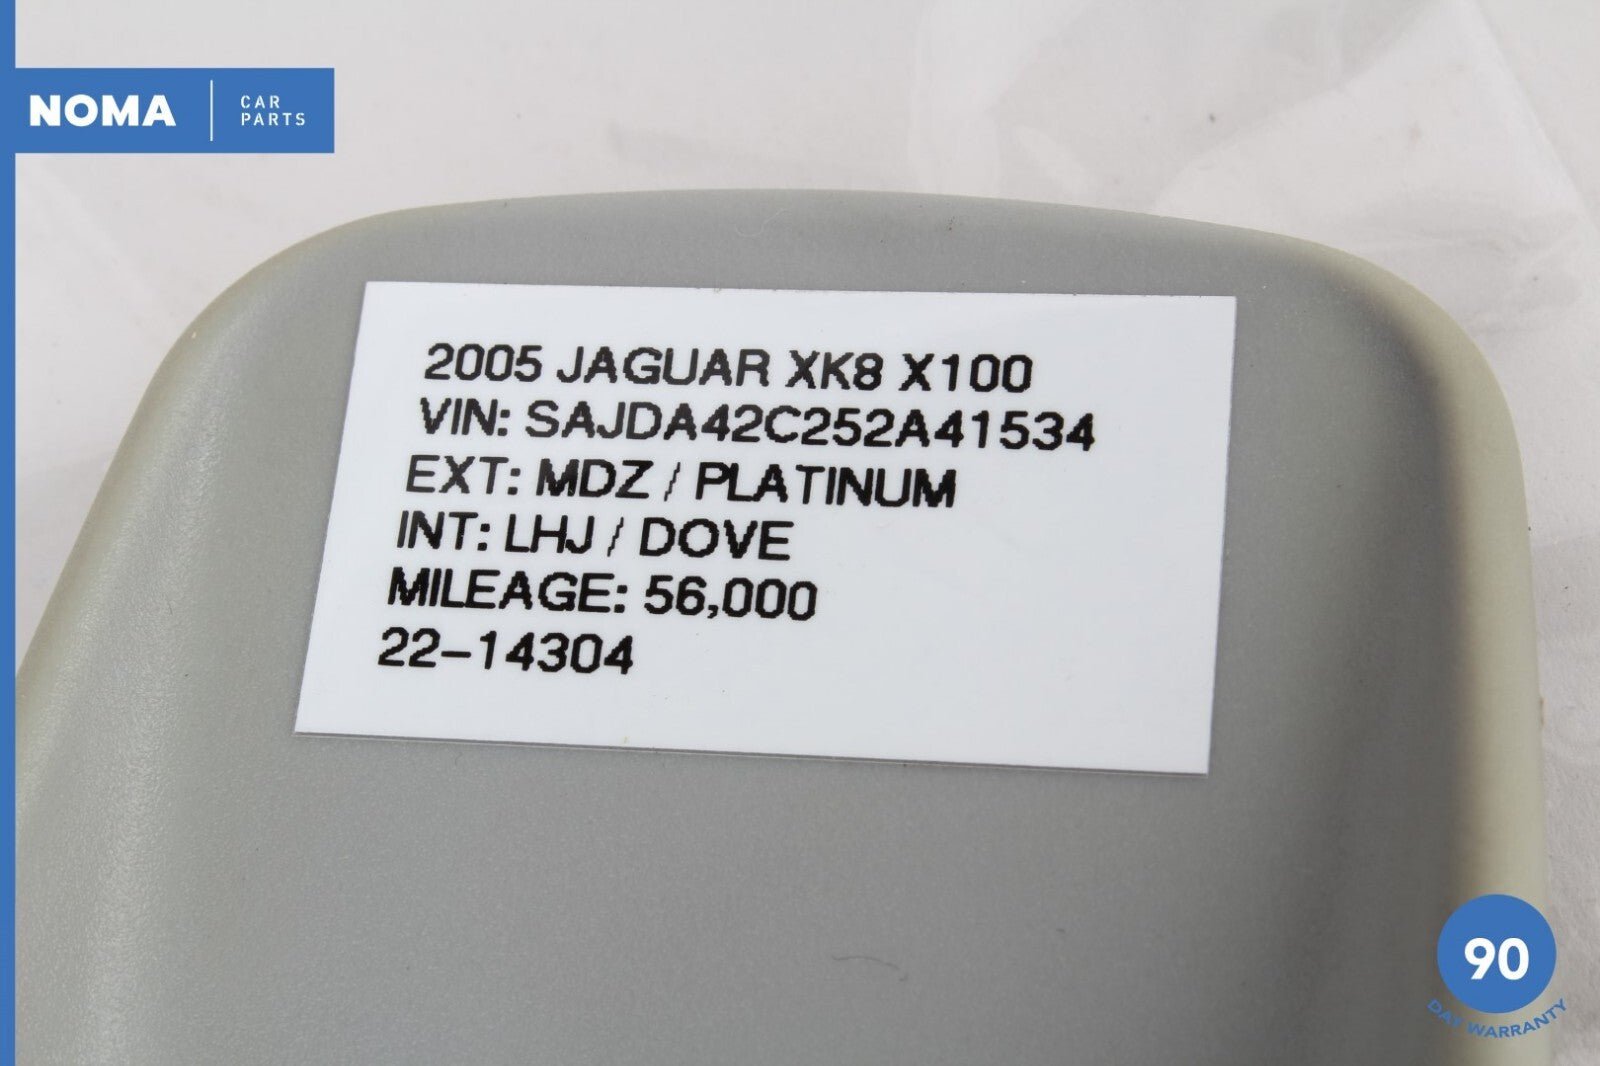 NOMA
CAR
PARTS
2005 JAGUAR XK8 X100
VIN: SAJDA42C252A41534
EXT: MDZ / PLATINUM
INT: LHJ / DOVE
MILEAGE: 56,000
22-14304
90
DAY WARRANTY